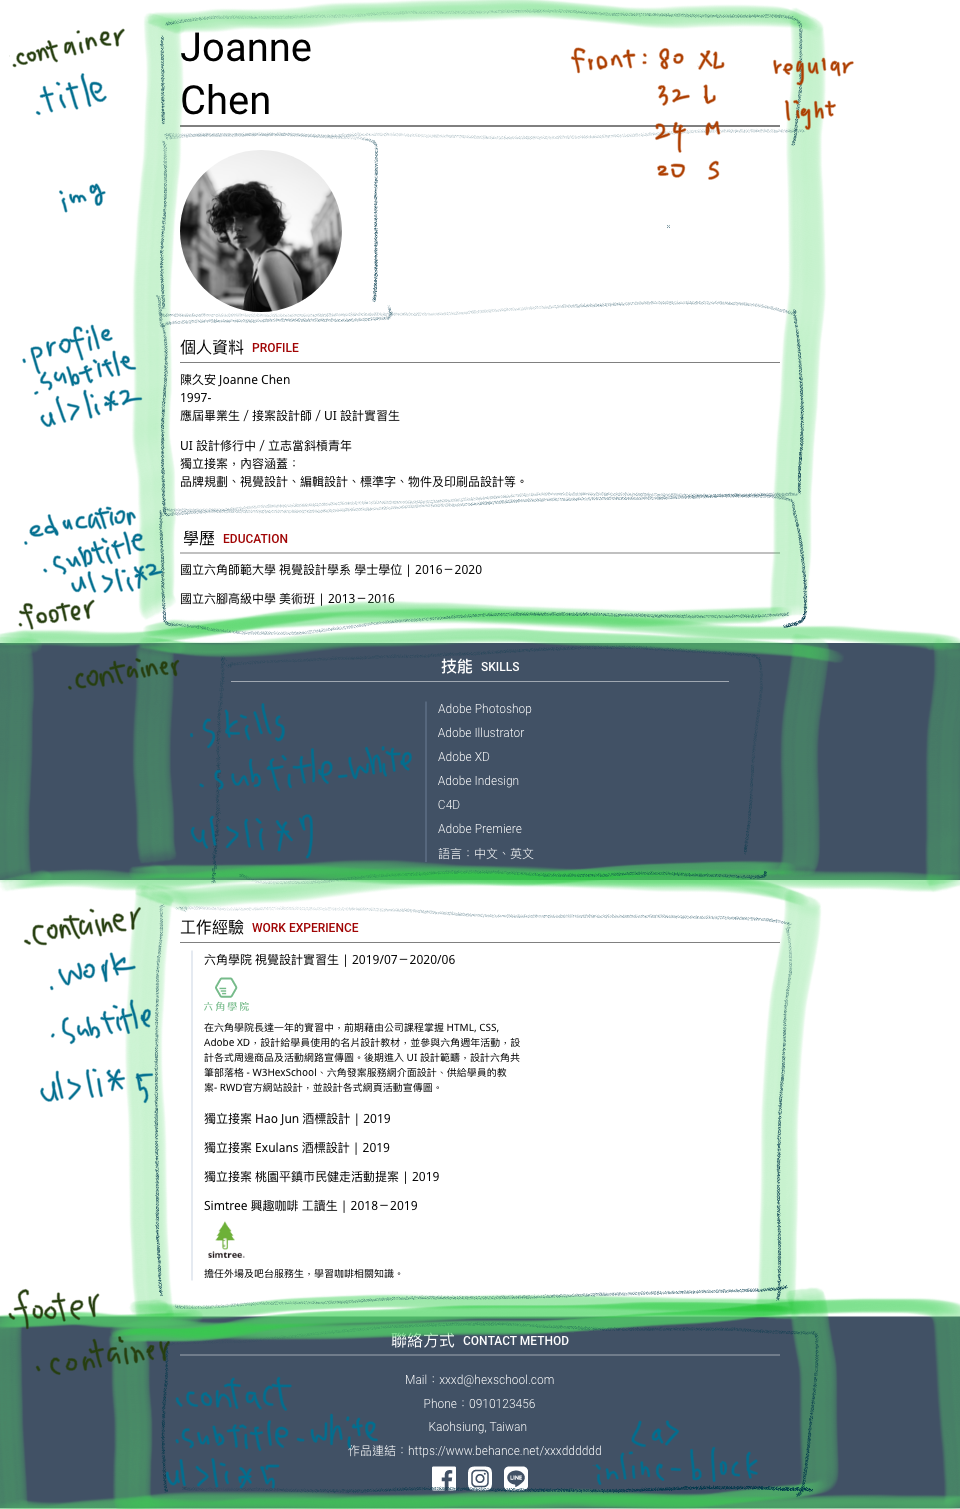 .container
.title
Joanne
Chen
front: 80 XL regular
32 L light
24 M
20 S
img
.profile
.subtitle
ul>li*2
個人資料 PROFILE
陳久安 Joanne Chen
1997-
應屆畢業生 / 接案設計師 / UI 設計實習生
UI 設計修行中 / 立志當斜槓青年
獨立接案，內容涵蓋：
品牌規劃、視覺設計、編輯設計、標準字、物件及印刷品設計等。
.education
.subtitle
ul>li*2
學歷 EDUCATION
國立六角師範大學 視覺設計學系 學士學位 | 2016－2020
國立六腳高級中學 美術班 | 2013－2016
.footer
.container
.skills
.subtitle-white
ul>li*7
技能 SKILLS
Adobe Photoshop
Adobe Illustrator
Adobe XD
Adobe Indesign
C4D
Adobe Premiere
語言：中文、英文
.container
.work
.subtitle
ul>li*5
工作經驗 WORK EXPERIENCE
六角學院 視覺設計實習生 | 2019/07－2020/06
六角學院
在六角學院長達一年的實習中，前期藉由公司課程掌握 HTML, CSS,
Adobe XD，設計給學員使用的名片設計教材，並參與六角週年活動，設
計各式周邊商品及活動網路宣傳圖。後期進入 UI 設計範疇，設計六角共
筆部落格 - W3HexSchool、六角發案服務網介面設計、供給學員的教
案- RWD官方網站設計，並設計各式網頁活動宣傳圖。
獨立接案 Hao Jun 酒標設計 | 2019
獨立接案 Exulans 酒標設計 | 2019
獨立接案 桃園平鎮市民健走活動提案 | 2019
Simtree 興趣咖啡 工讀生 | 2018－2019
simtree.
擔任外場及吧台服務生，學習咖啡相關知識。
.footer
.container
.contact
.subtitle-white
ul>li*5
聯絡方式 CONTACT METHOD
Mail：xxxd@hexschool.com
Phone：0910123456
Kaohsiung, Taiwan
作品連結：https://www.behance.net/xxxdddddd
<a>
inline-block
LINE